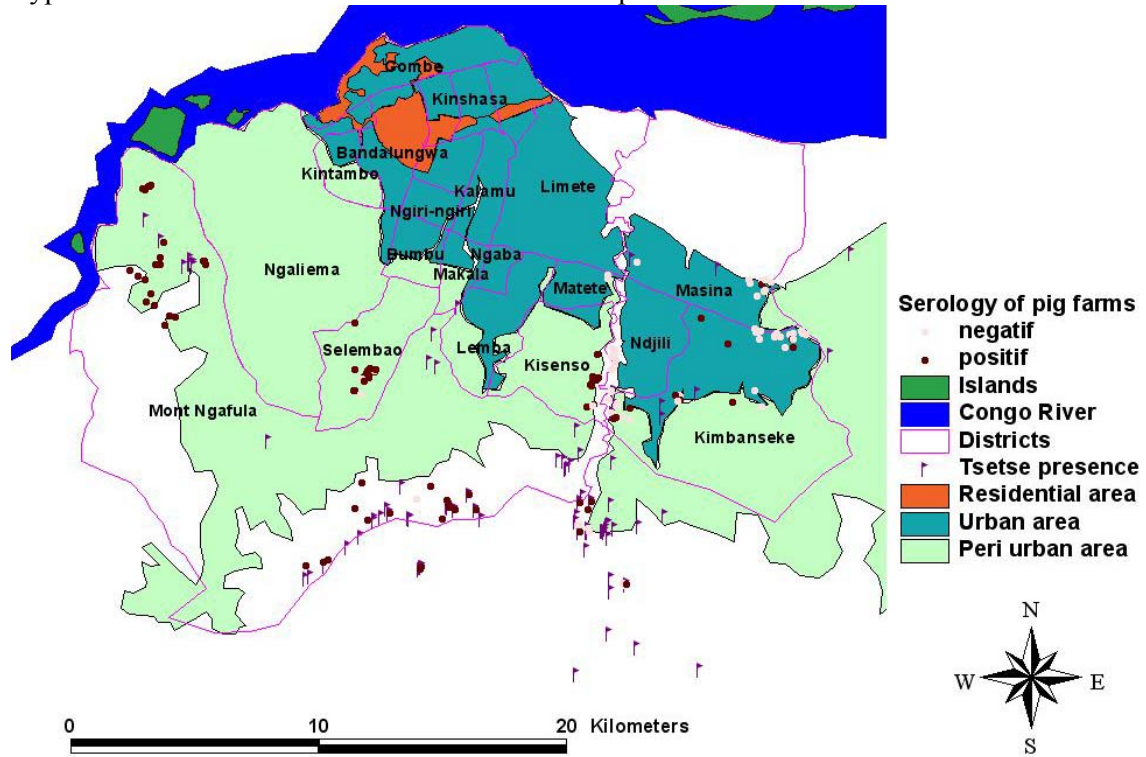 Gombe
Kinshasa
Bandalungwa
Kintambo
Kalamu
Limete
Ngiri-ngiri
Ngaliema
Bumbu
Ngaba
Makala
Matete
Masina
Selembao
Lemba
Kisenso
Ndjili
Mont Ngafula
Kimbanseke
Serology of pig farms
negatif
positif
Islands
Congo River
Districts
Tsetse presence
Residential area
Urban area
Peri urban area
N
W E
S
0 10 20 Kilometers